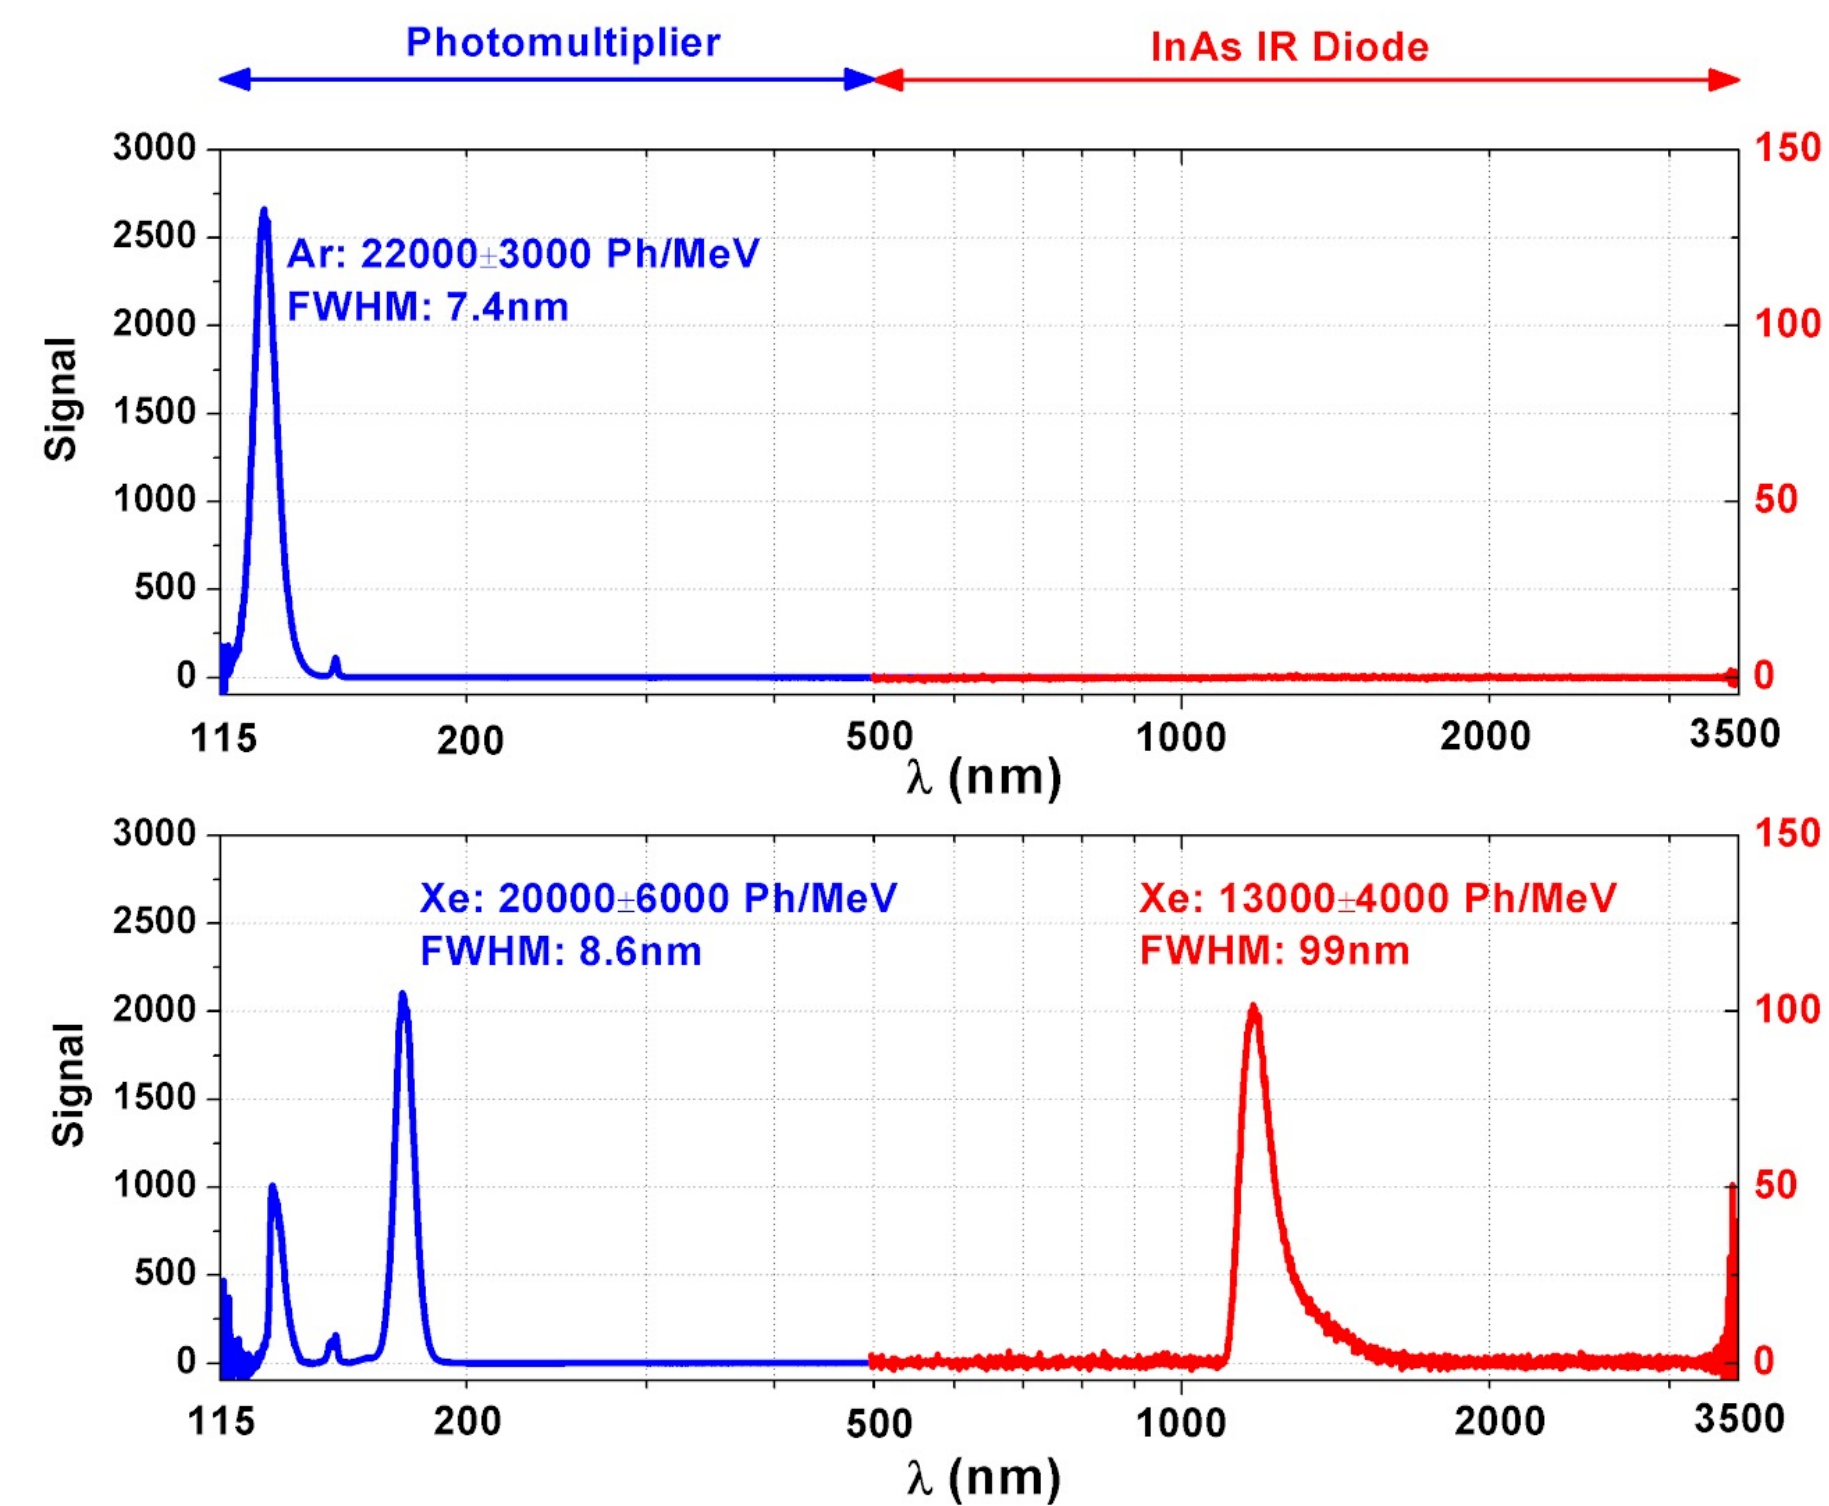 Photomultiplier
InAs IR Diode
3000
2500
2000
1500
1000
500
0
Signal
Ar: 22000±3000 Ph/MeV
FWHM: 7.4nm
150
100
50
0
115
200
500
1000
2000
3500
λ (nm)
3000
2500
2000
1500
1000
500
0
Signal
Xe: 20000±6000 Ph/MeV
FWHM: 8.6nm
Xe: 13000±4000 Ph/MeV
FWHM: 99nm
150
100
50
0
115
200
500
1000
2000
3500
λ (nm)